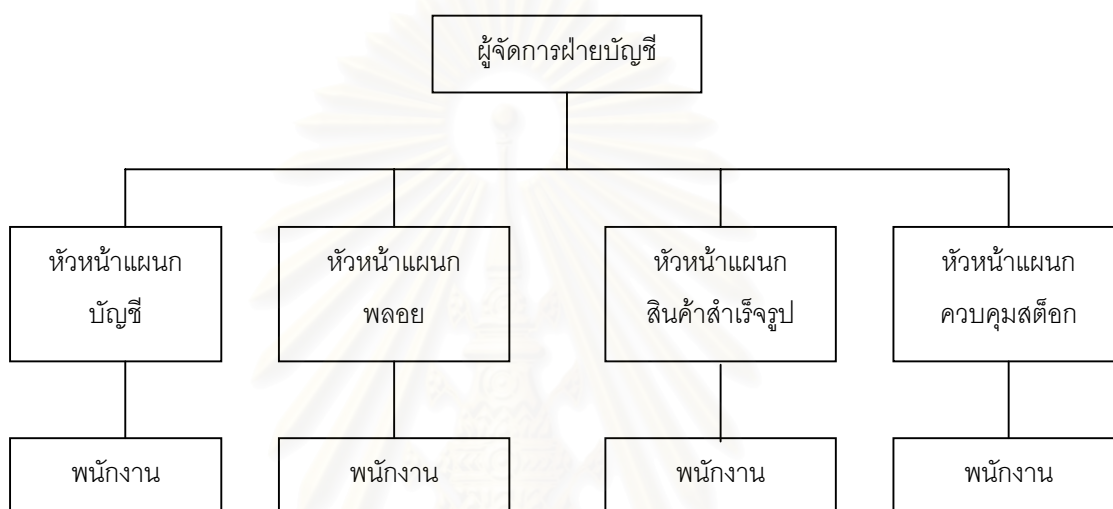 ผู้จัดการฝ่ายบัญชี
หัวหน้าแผนก
บัญชี
หัวหน้าแผนก
พลอย
หัวหน้าแผนก
สินค้าสำเร็จรูป
หัวหน้าแผนก
ควบคุมสต็อก
พนักงาน
พนักงาน
พนักงาน
พนักงาน